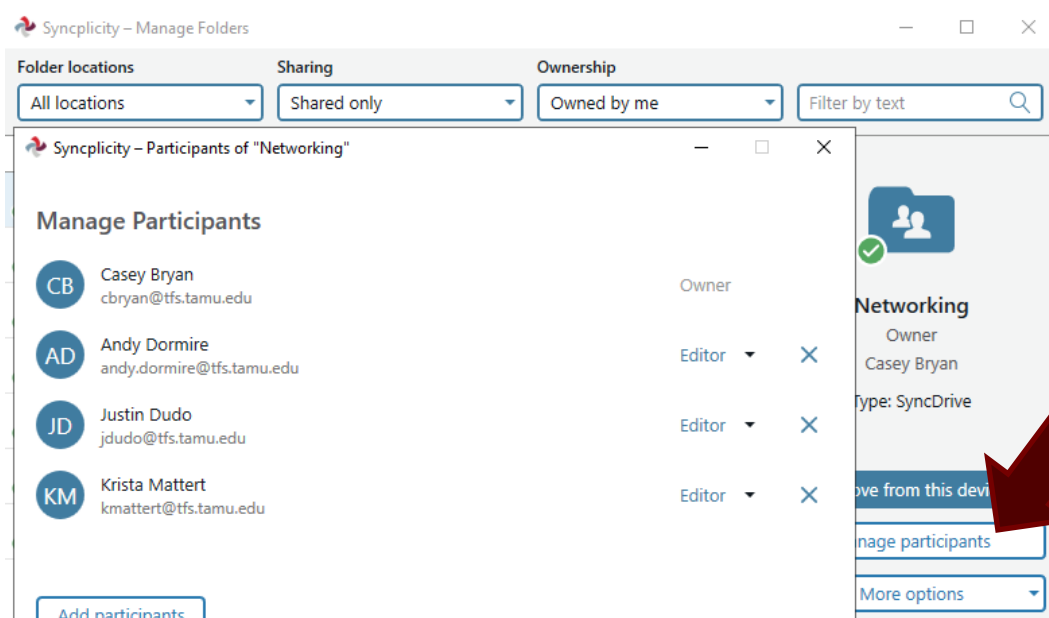 Syncplicity – Manage Folders
Folder locations
Sharing
Ownership
All locations
Shared only
Owned by me
Filter by text
Syncplicity – Participants of "Networking"
Manage Participants
CB
Casey Bryan
cbryan@tfs.tamu.edu
Owner
AD
Andy Dormire
andy.dormire@tfs.tamu.edu
Editor
JD
Justin Dudo
jdudo@tfs.tamu.edu
Editor
KM
Krista Mattert
kmattert@tfs.tamu.edu
Editor
Add participants
Networking
Owner
Casey Bryan
Type: SyncDrive
from this
participants
More options